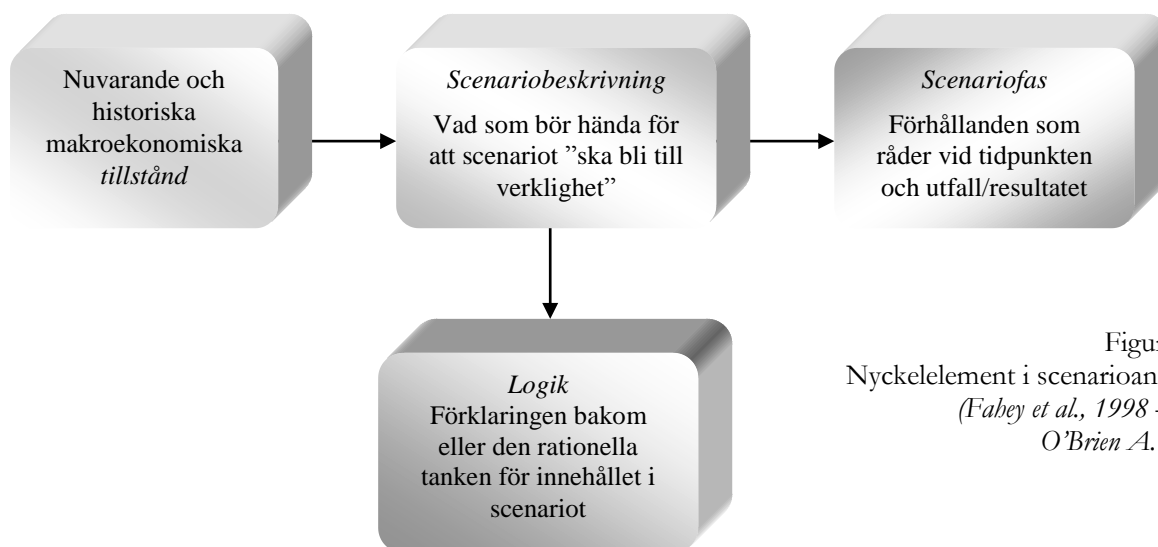 Nuvarande och
historiska
makroekonomiska
tillstånd
Scenariobeskrivning
Vad som bör hända för
att scenariot ”ska bli till
verklighet”
Scenariofas
Förhållanden som
råder vid tidpunkten
och utfall/resultatet
Logik
Förklaringen bakom
eller den rationella
tanken för innehållet i
scenariot
Nyckelelement i
(Fahey et al., 1998
O’Brien A.